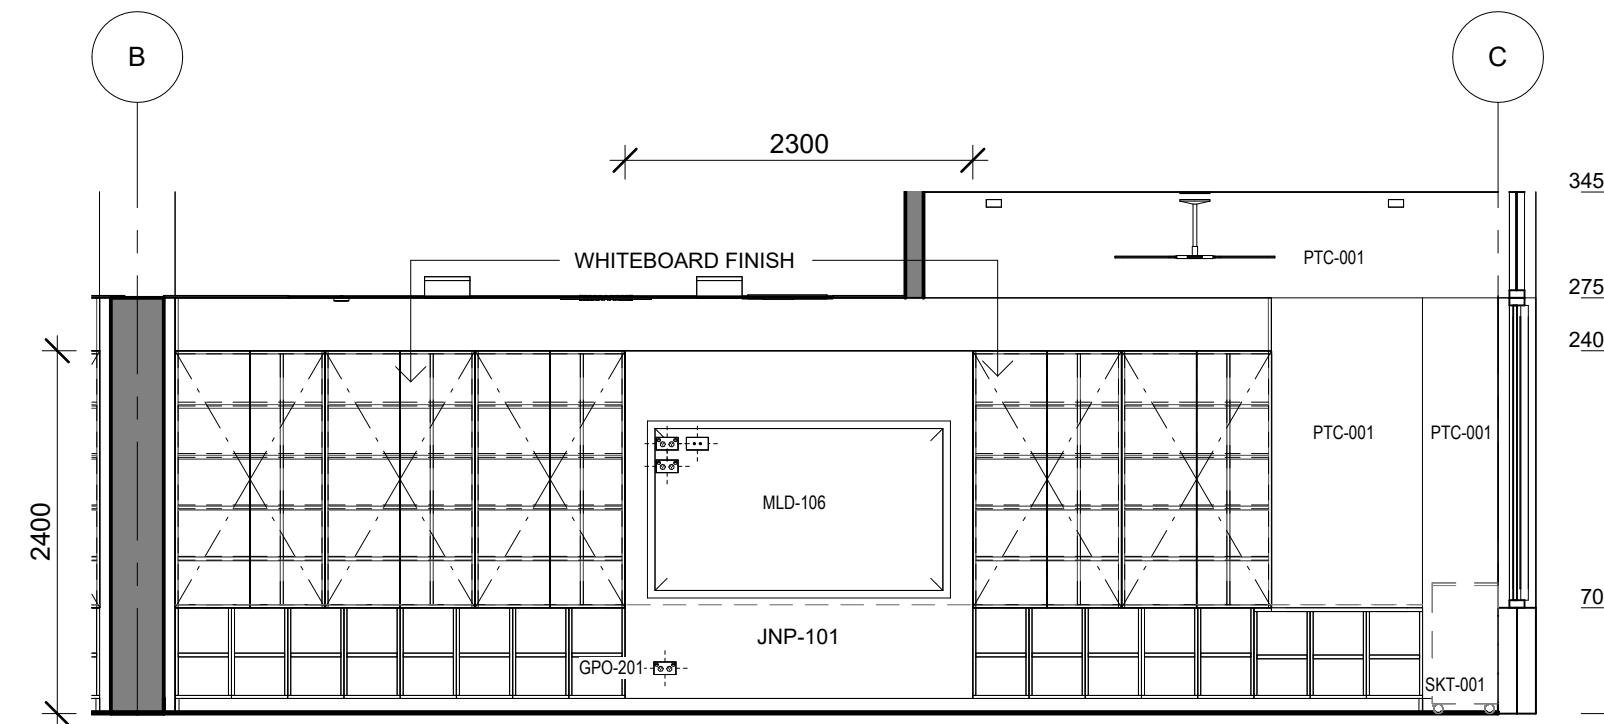 B
C
2300
345
WHITEBOARD FINISH
PTC-001
275
240
PTC-001
PTC-001
2400
MLD-106
70
JNP-101
GPO-201
SKT-001